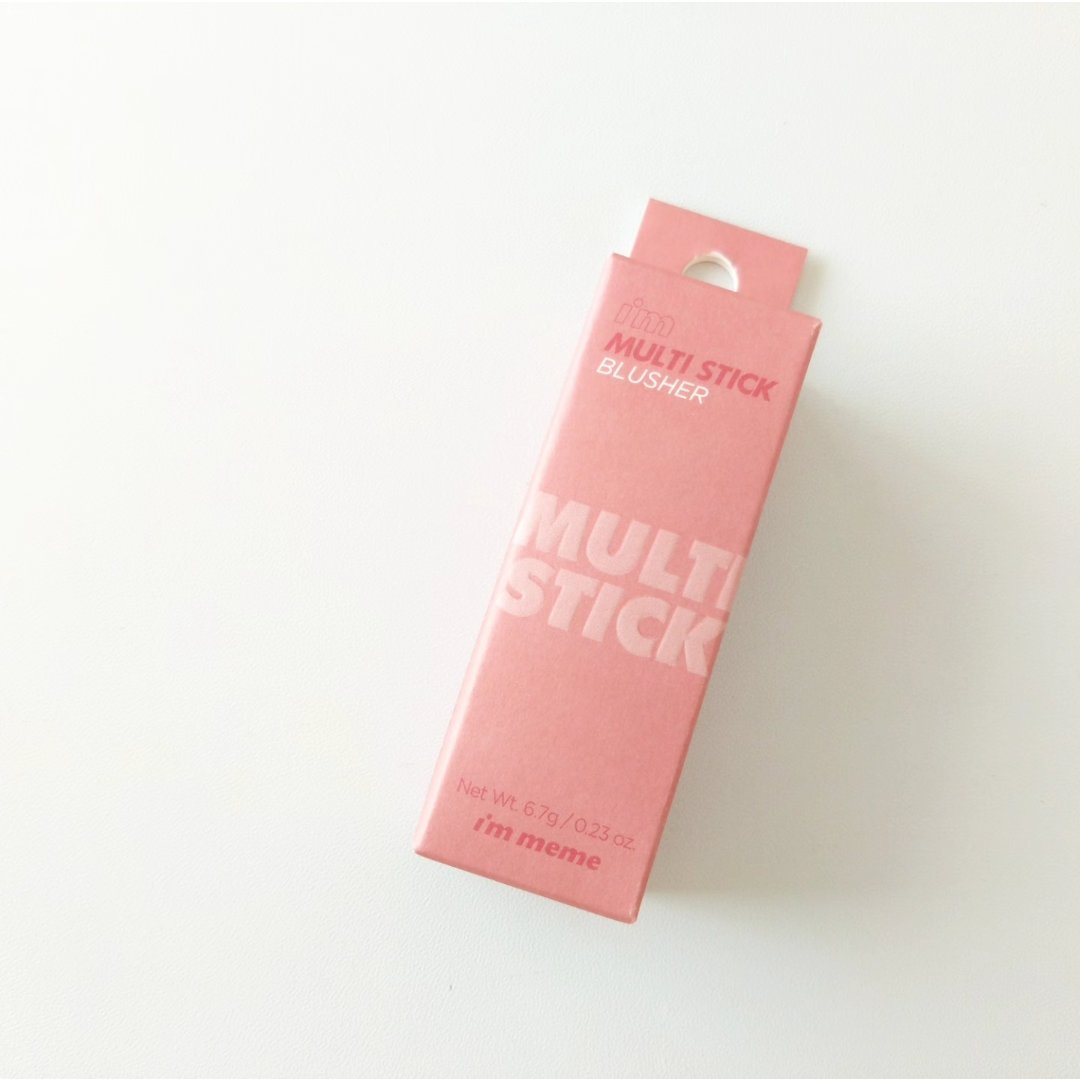 i'm
MULTI STICK
BLUSHER
MULTI
STICK
Net Wt. 6.7g / 0.23 oz.
i'm meme